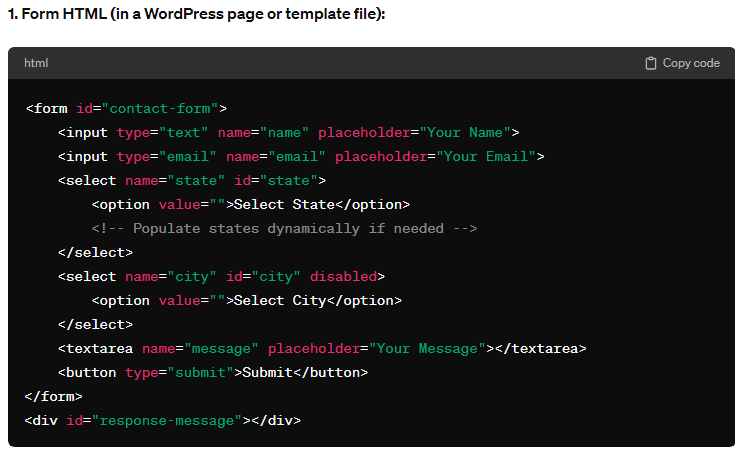 1. Form HTML (in a WordPress page or template file):
html
Copy code
<form id="contact-form">
    <input type="text" name="name" placeholder="Your Name">
    <input type="email" name="email" placeholder="Your Email">
    <select name="state" id="state">
        <option value="">Select State</option>
        <!-- Populate states dynamically if needed -->
    </select>
    <select name="city" id="city" disabled>
        <option value="">Select City</option>
    </select>
    <textarea name="message" placeholder="Your Message"></textarea>
    <button type="submit">Submit</button>
</form>
<div id="response-message"></div>